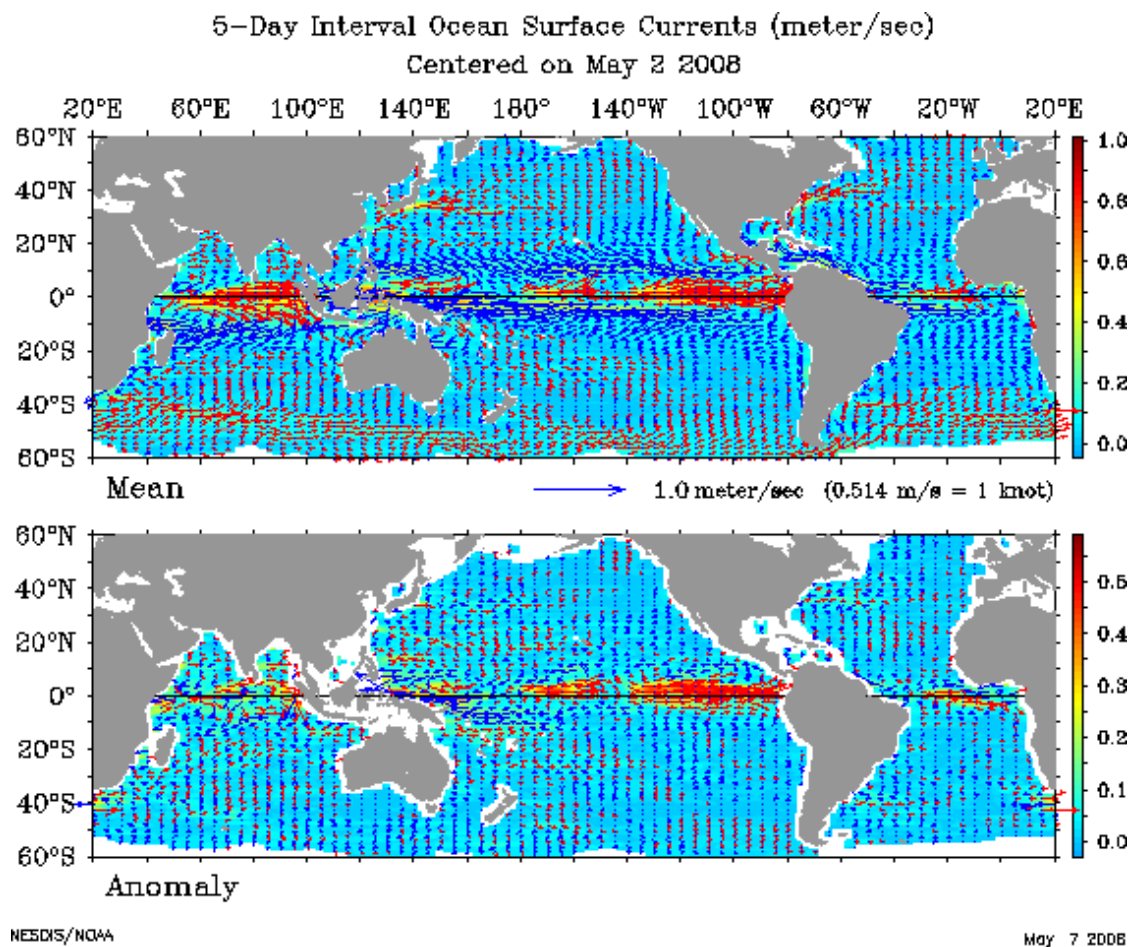 5-Day Interval Ocean Surface Currents (meter/sec)
Centered on May 2 2008
20°E 60°E 100°E 140°E 180° 140°W 100°W 60°W 20°W 20°E
60°N
40°N
20°N
0°
20°S
40°S
60°S
1.0
0.8
0.6
0.4
0.2
0.0
Mean
1.0 meter/sec (0.514 m/s = 1 knot)
60°N
40°N
20°N
0°
20°S
40°S
60°S
0.5
0.4
0.3
0.2
0.1
0.0
Anomaly
NESDIS/NOAA
May 7 2008